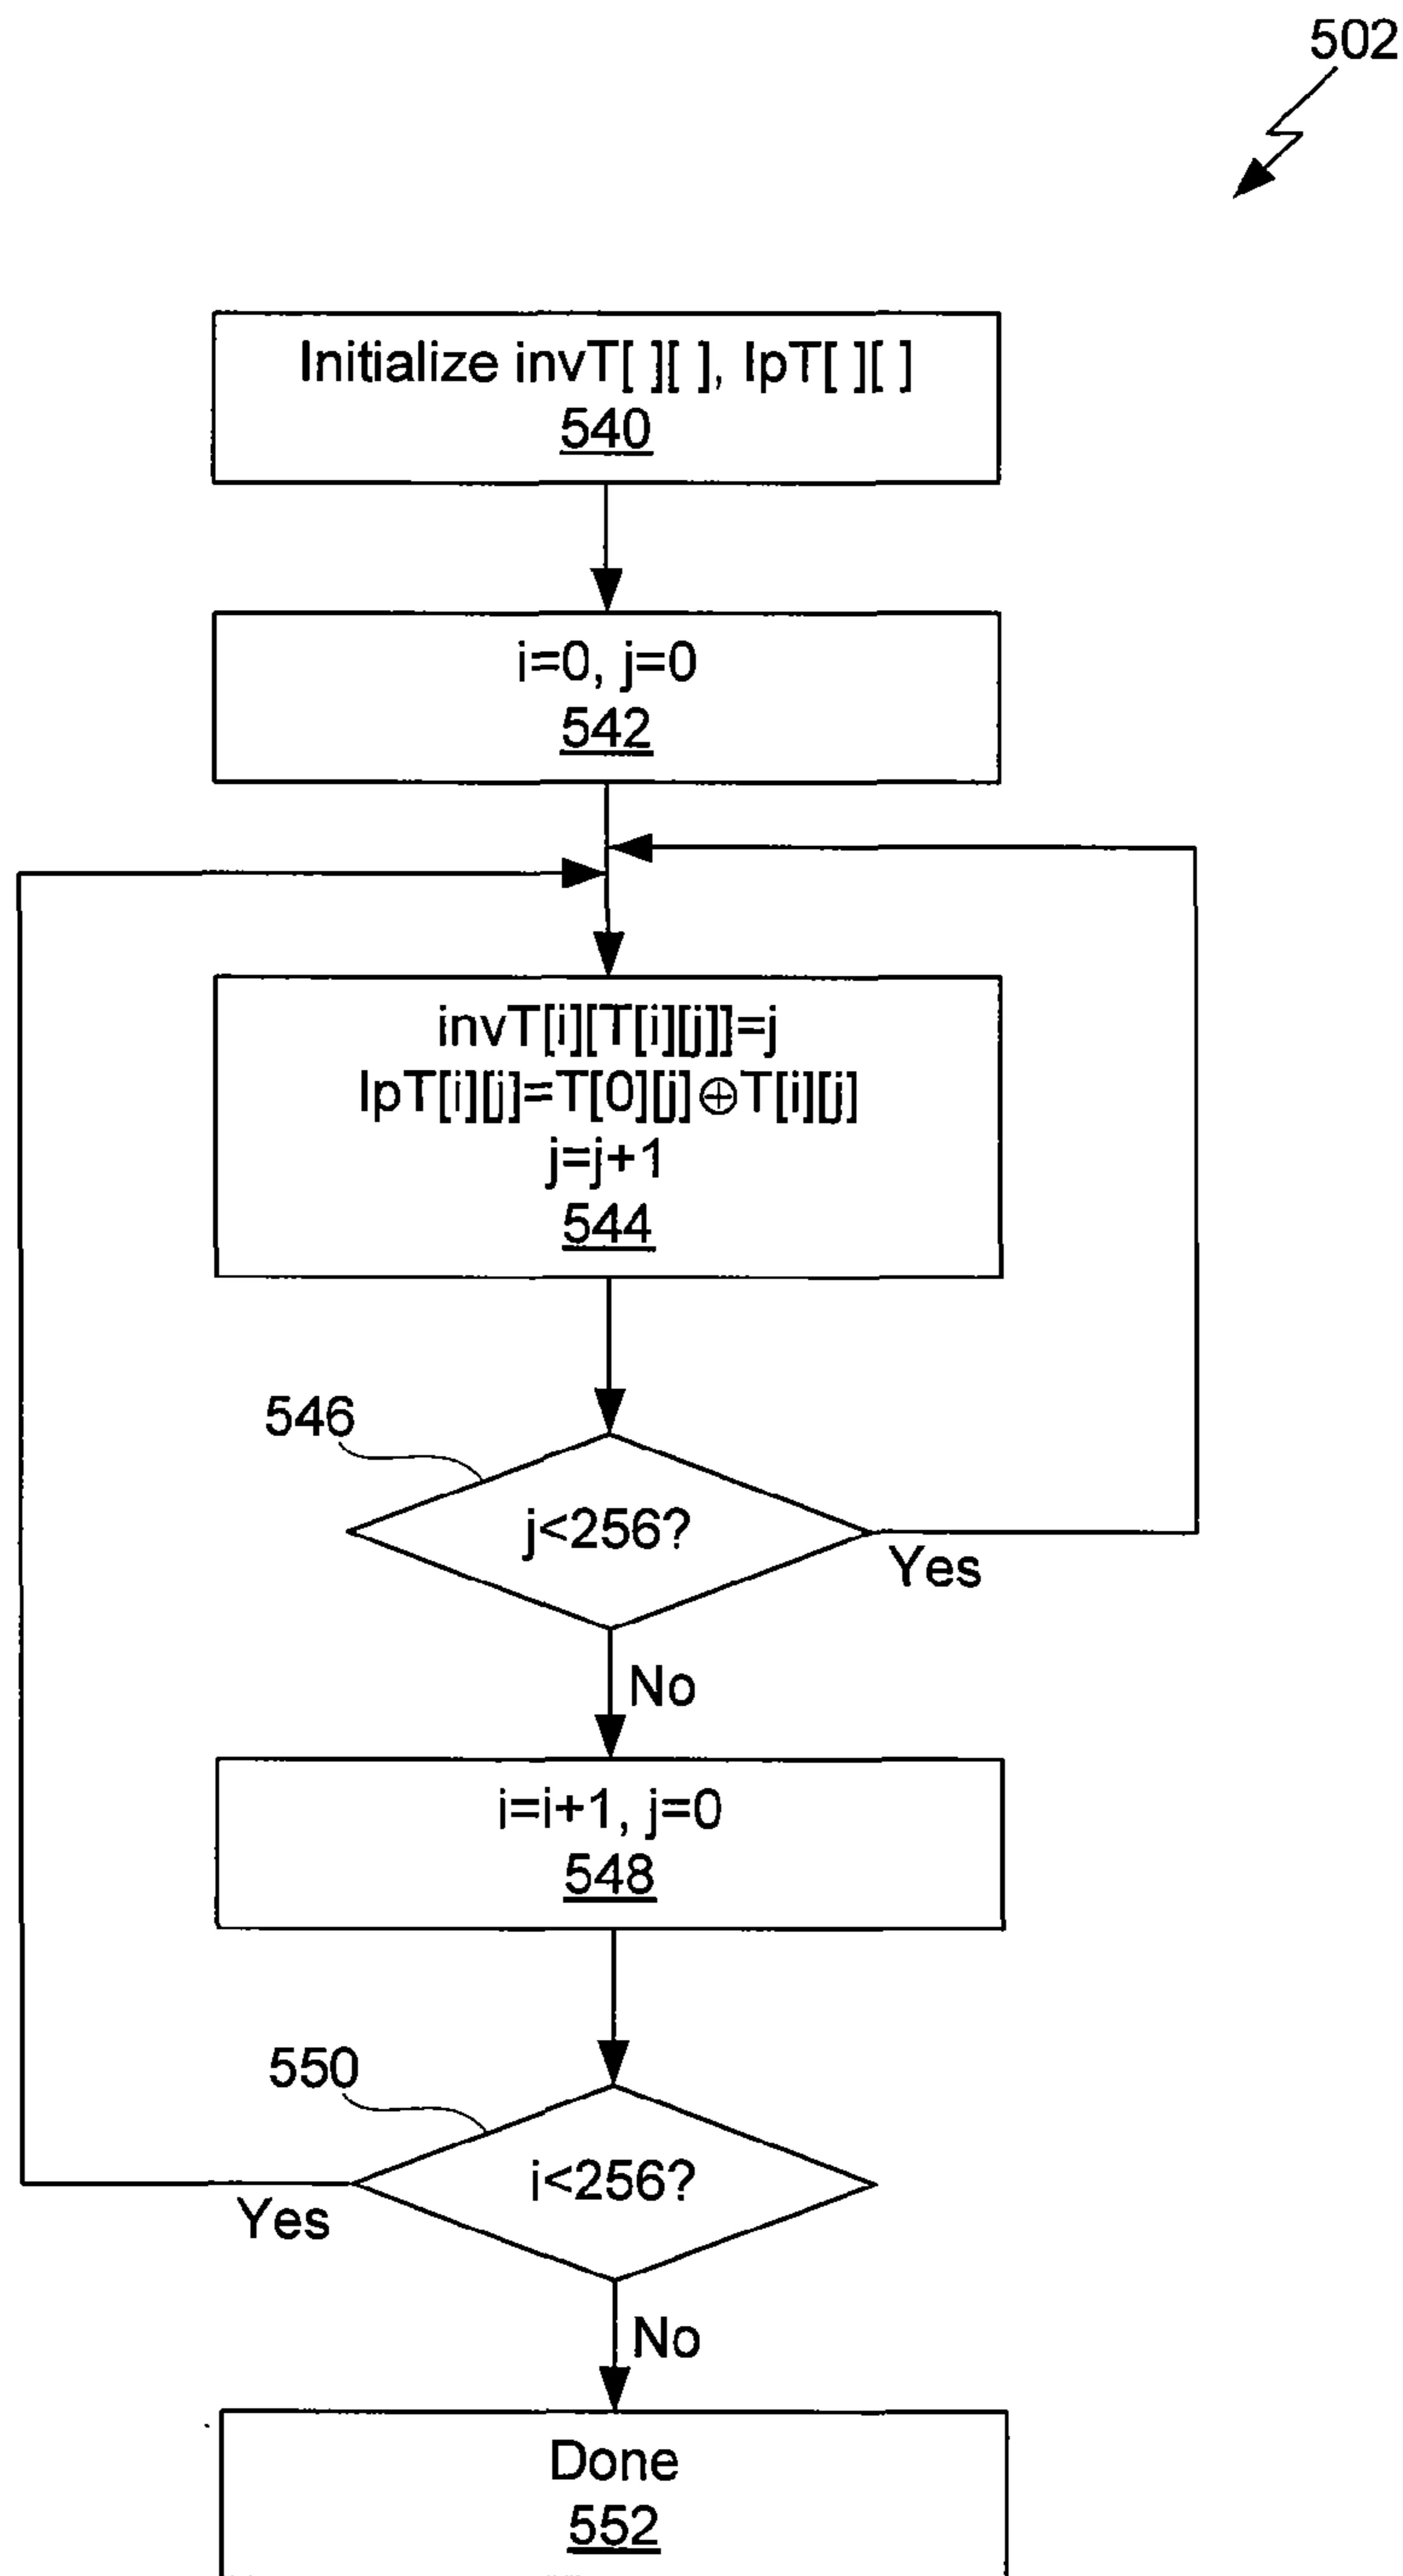 502
Initialize invT[ ][ ], IpT[ ][ ]
540
i=0, j=0
542
invT[i][T[i][j]]=j
IpT[i][j]=T[0][j]⊕T[i][j]
j=j+1
544
546
j<256?
Yes
No
i=i+1, j=0
548
550
i<256?
Yes
No
Done
552